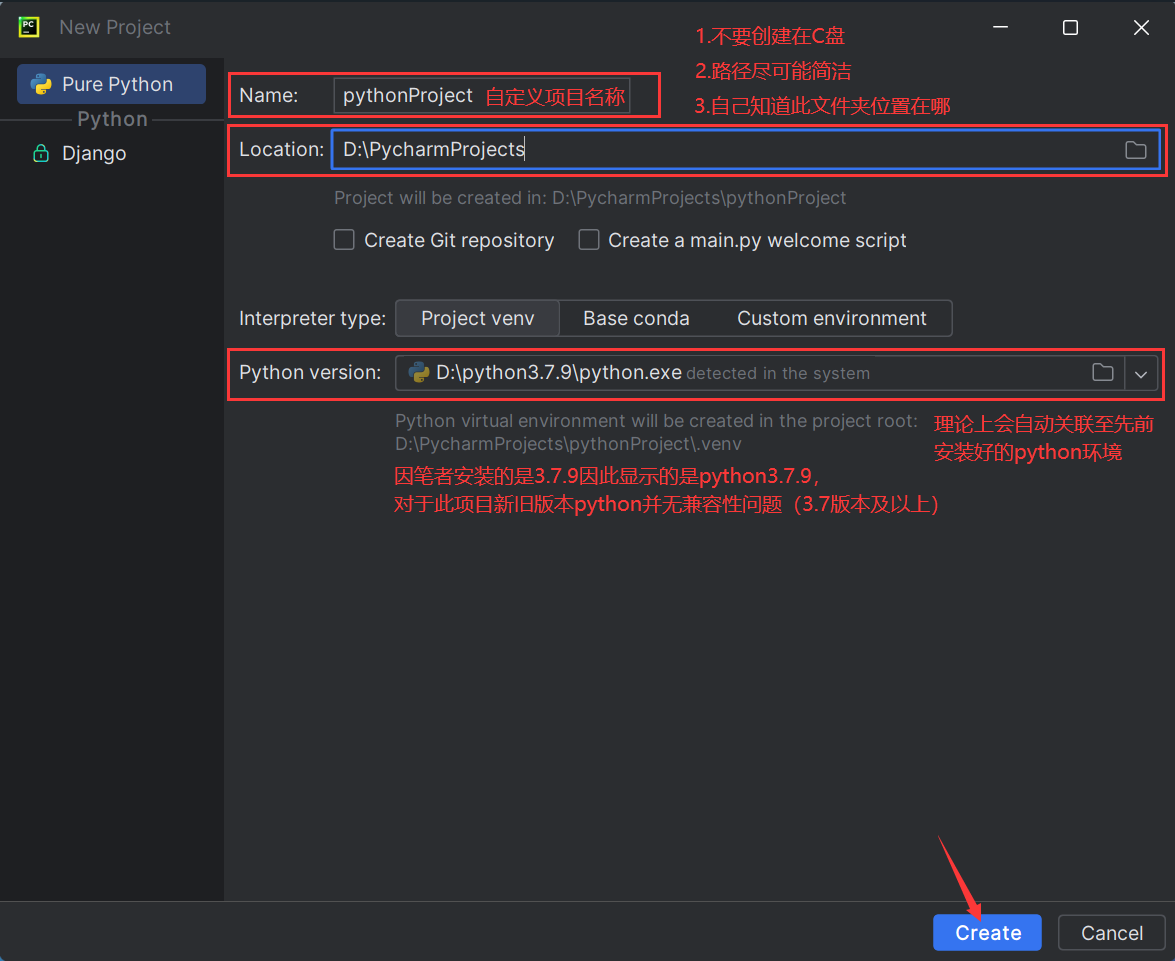 PC
New Project
1.不要创建在C盘
2.路径尽可能简洁
3.自己知道此文件夹位置在哪
Pure Python
Python
Django
Name: pythonProject 自定义项目名称
Location: D:\PycharmProjects
Project will be created in: D:\PycharmProjects\pythonProject
Create Git repository Create a main.py welcome script
Interpreter type: Project venv Base conda Custom environment
Python version: D:\python3.7.9\python.exe detected in the system
Python virtual environment will be created in the project root:
D:\PycharmProjects\pythonProject\.venv
理论上会自动关联至先前
安装好的python环境
因笔者安装的是3.7.9因此显示的是python3.7.9，
对于此项目新旧版本python并无兼容性问题（3.7版本及以上）
Create Cancel